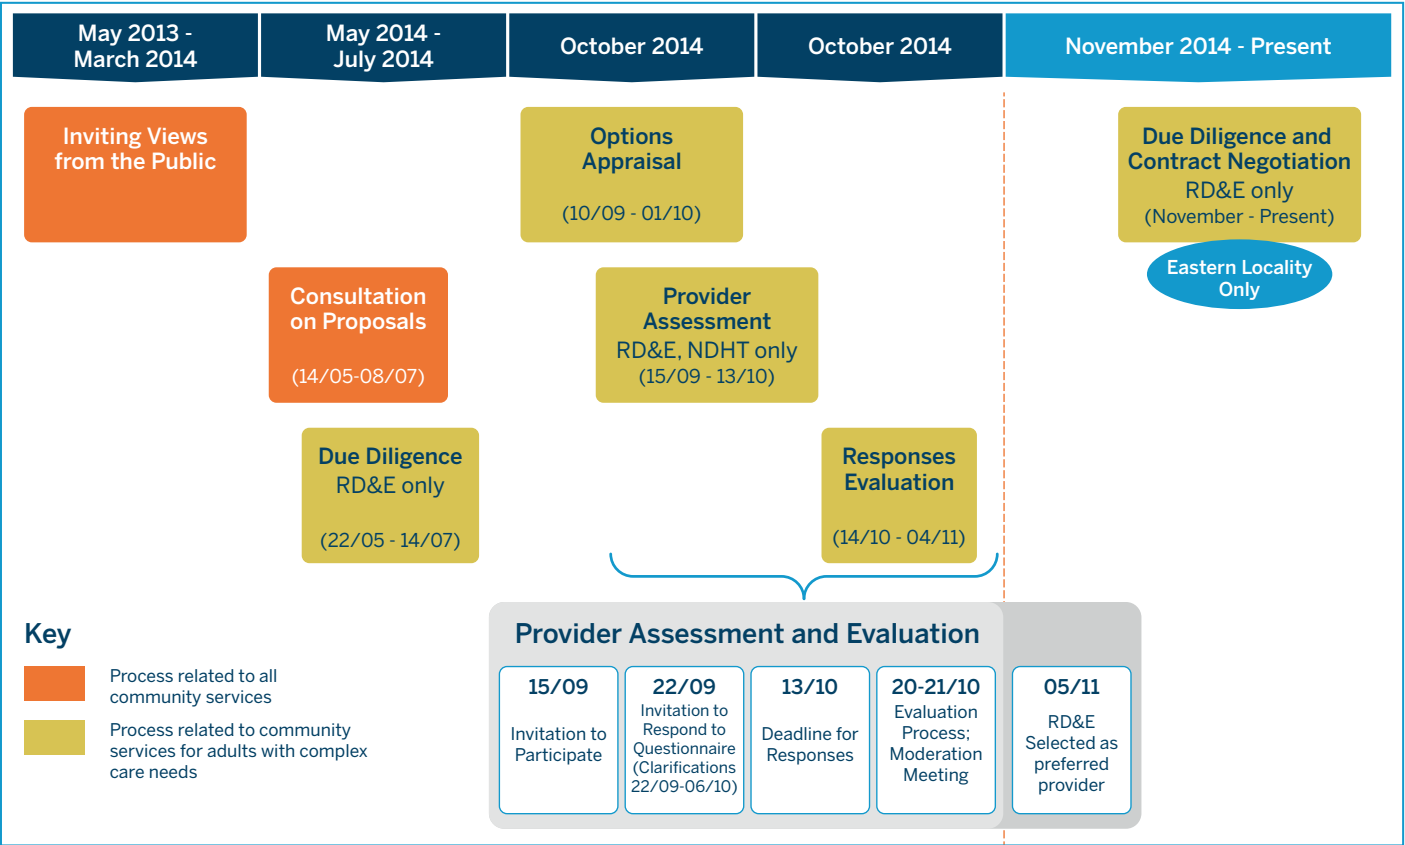 May 2013 -
March 2014
May 2014 -
July 2014
October 2014
October 2014
November 2014 - Present
Inviting Views
from the Public
Options
Appraisal
(10/09 - 01/10)
Due Diligence and
Contract Negotiation
RD&E only
(November - Present)
Eastern Locality
Only
Consultation
on Proposals
(14/05-08/07)
Provider
Assessment
RD&E, NDHT only
(15/09 - 13/10)
Due Diligence
RD&E only
(22/05 - 14/07)
Responses
Evaluation
(14/10 - 04/11)
Key
Process related to all
community services
Process related to community
services for adults with complex
care needs
Provider Assessment and Evaluation
15/09
Invitation to
Participate
22/09
Invitation to
Respond to
Questionnaire
(Clarifications
22/09-06/10)
13/10
Deadline for
Responses
20-21/10
Evaluation
Process;
Moderation
Meeting
05/11
RD&E
Selected as
preferred
provider